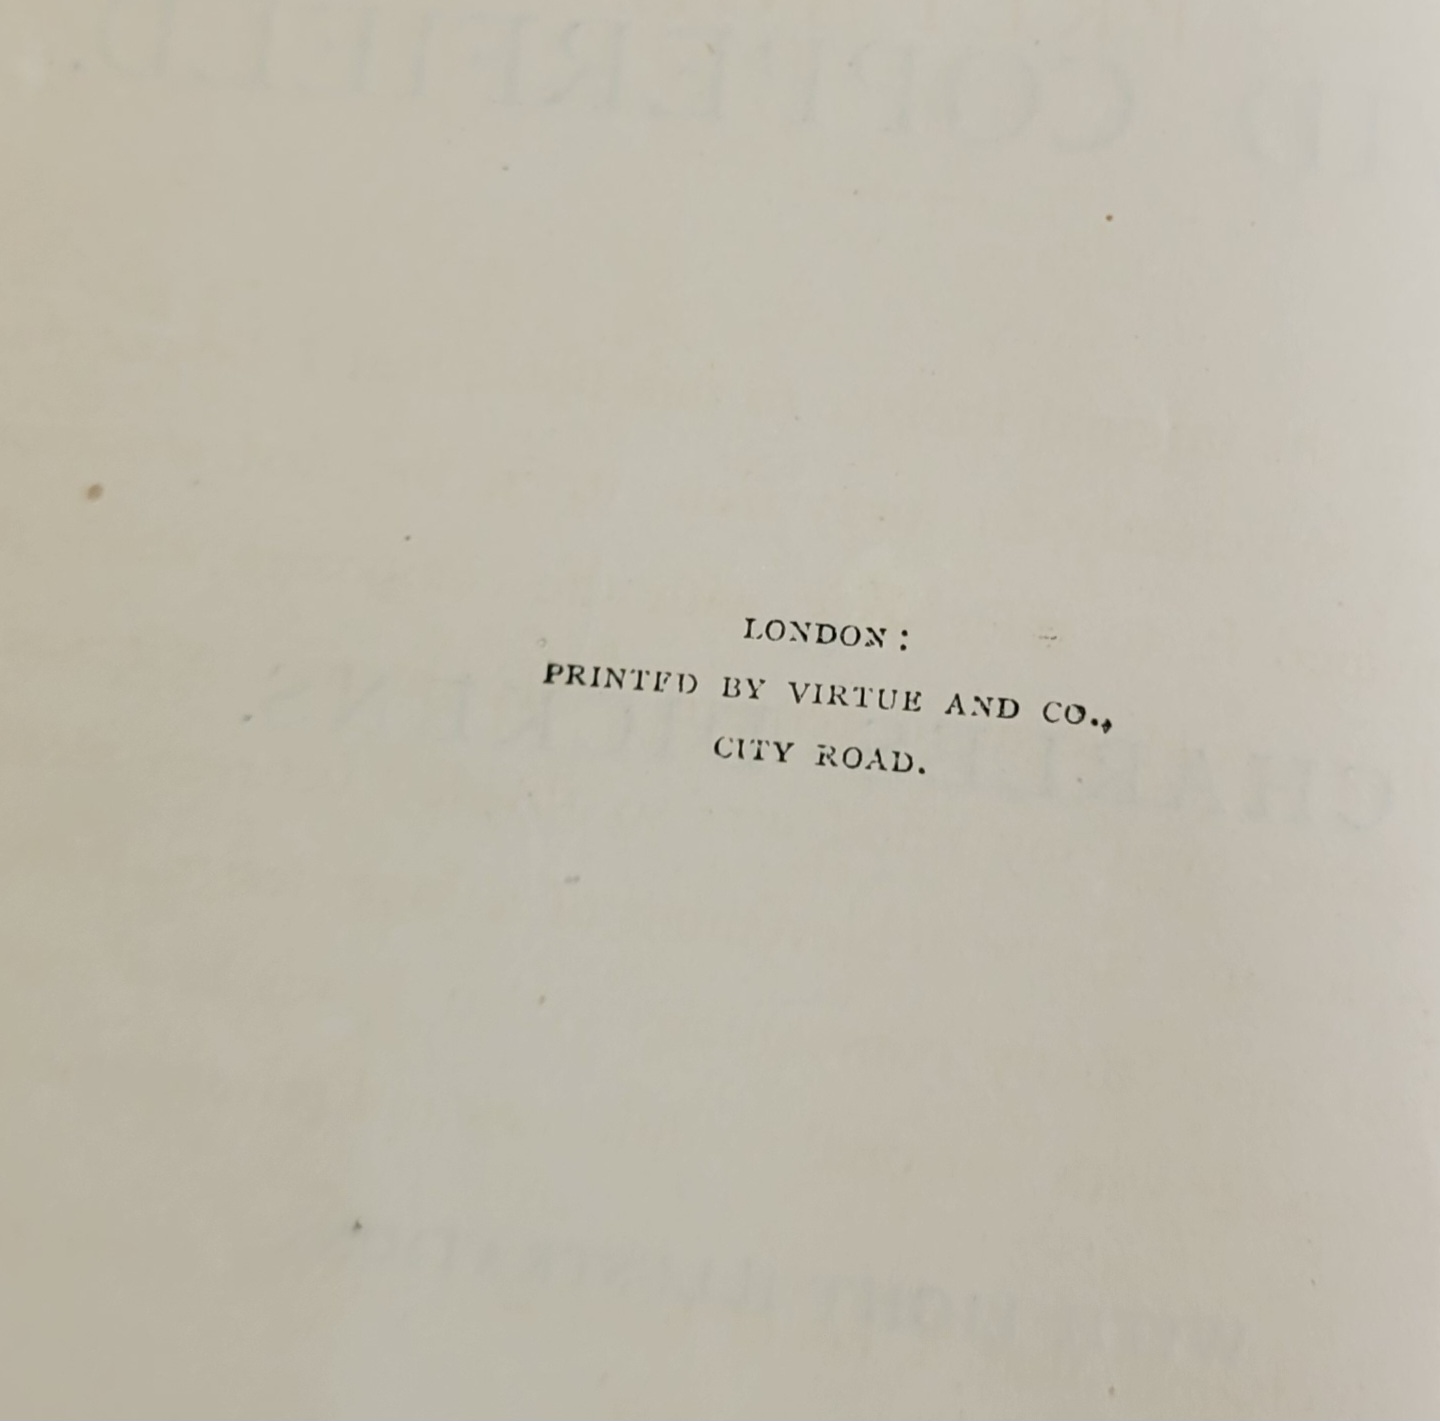 LONDON:
PRINTED BY VIRTUE AND CO.,
CITY ROAD.